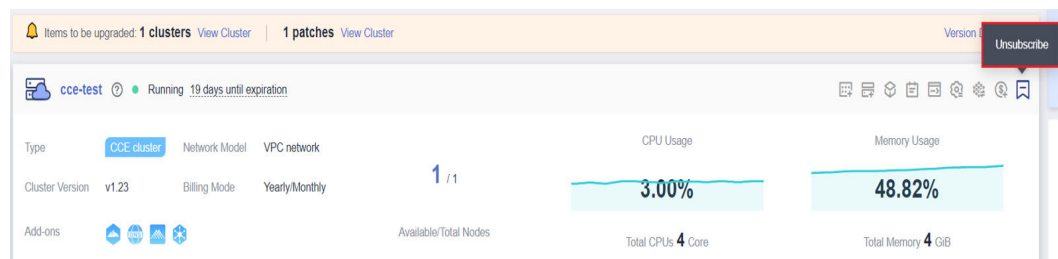 Items to be upgraded: 1 clusters View Cluster 1 patches View Cluster Version
Unsubscribe
cce-test Running 19 days until expiration
Type CCE cluster Network Model VPC network
CPU Usage Memory Usage
Cluster Version v1.23 Billing Mode Yearly/Monthly
1 / 1
3.00% 48.82%
Add-ons
Available/Total Nodes
Total CPUs 4 Core Total Memory 4 GiB